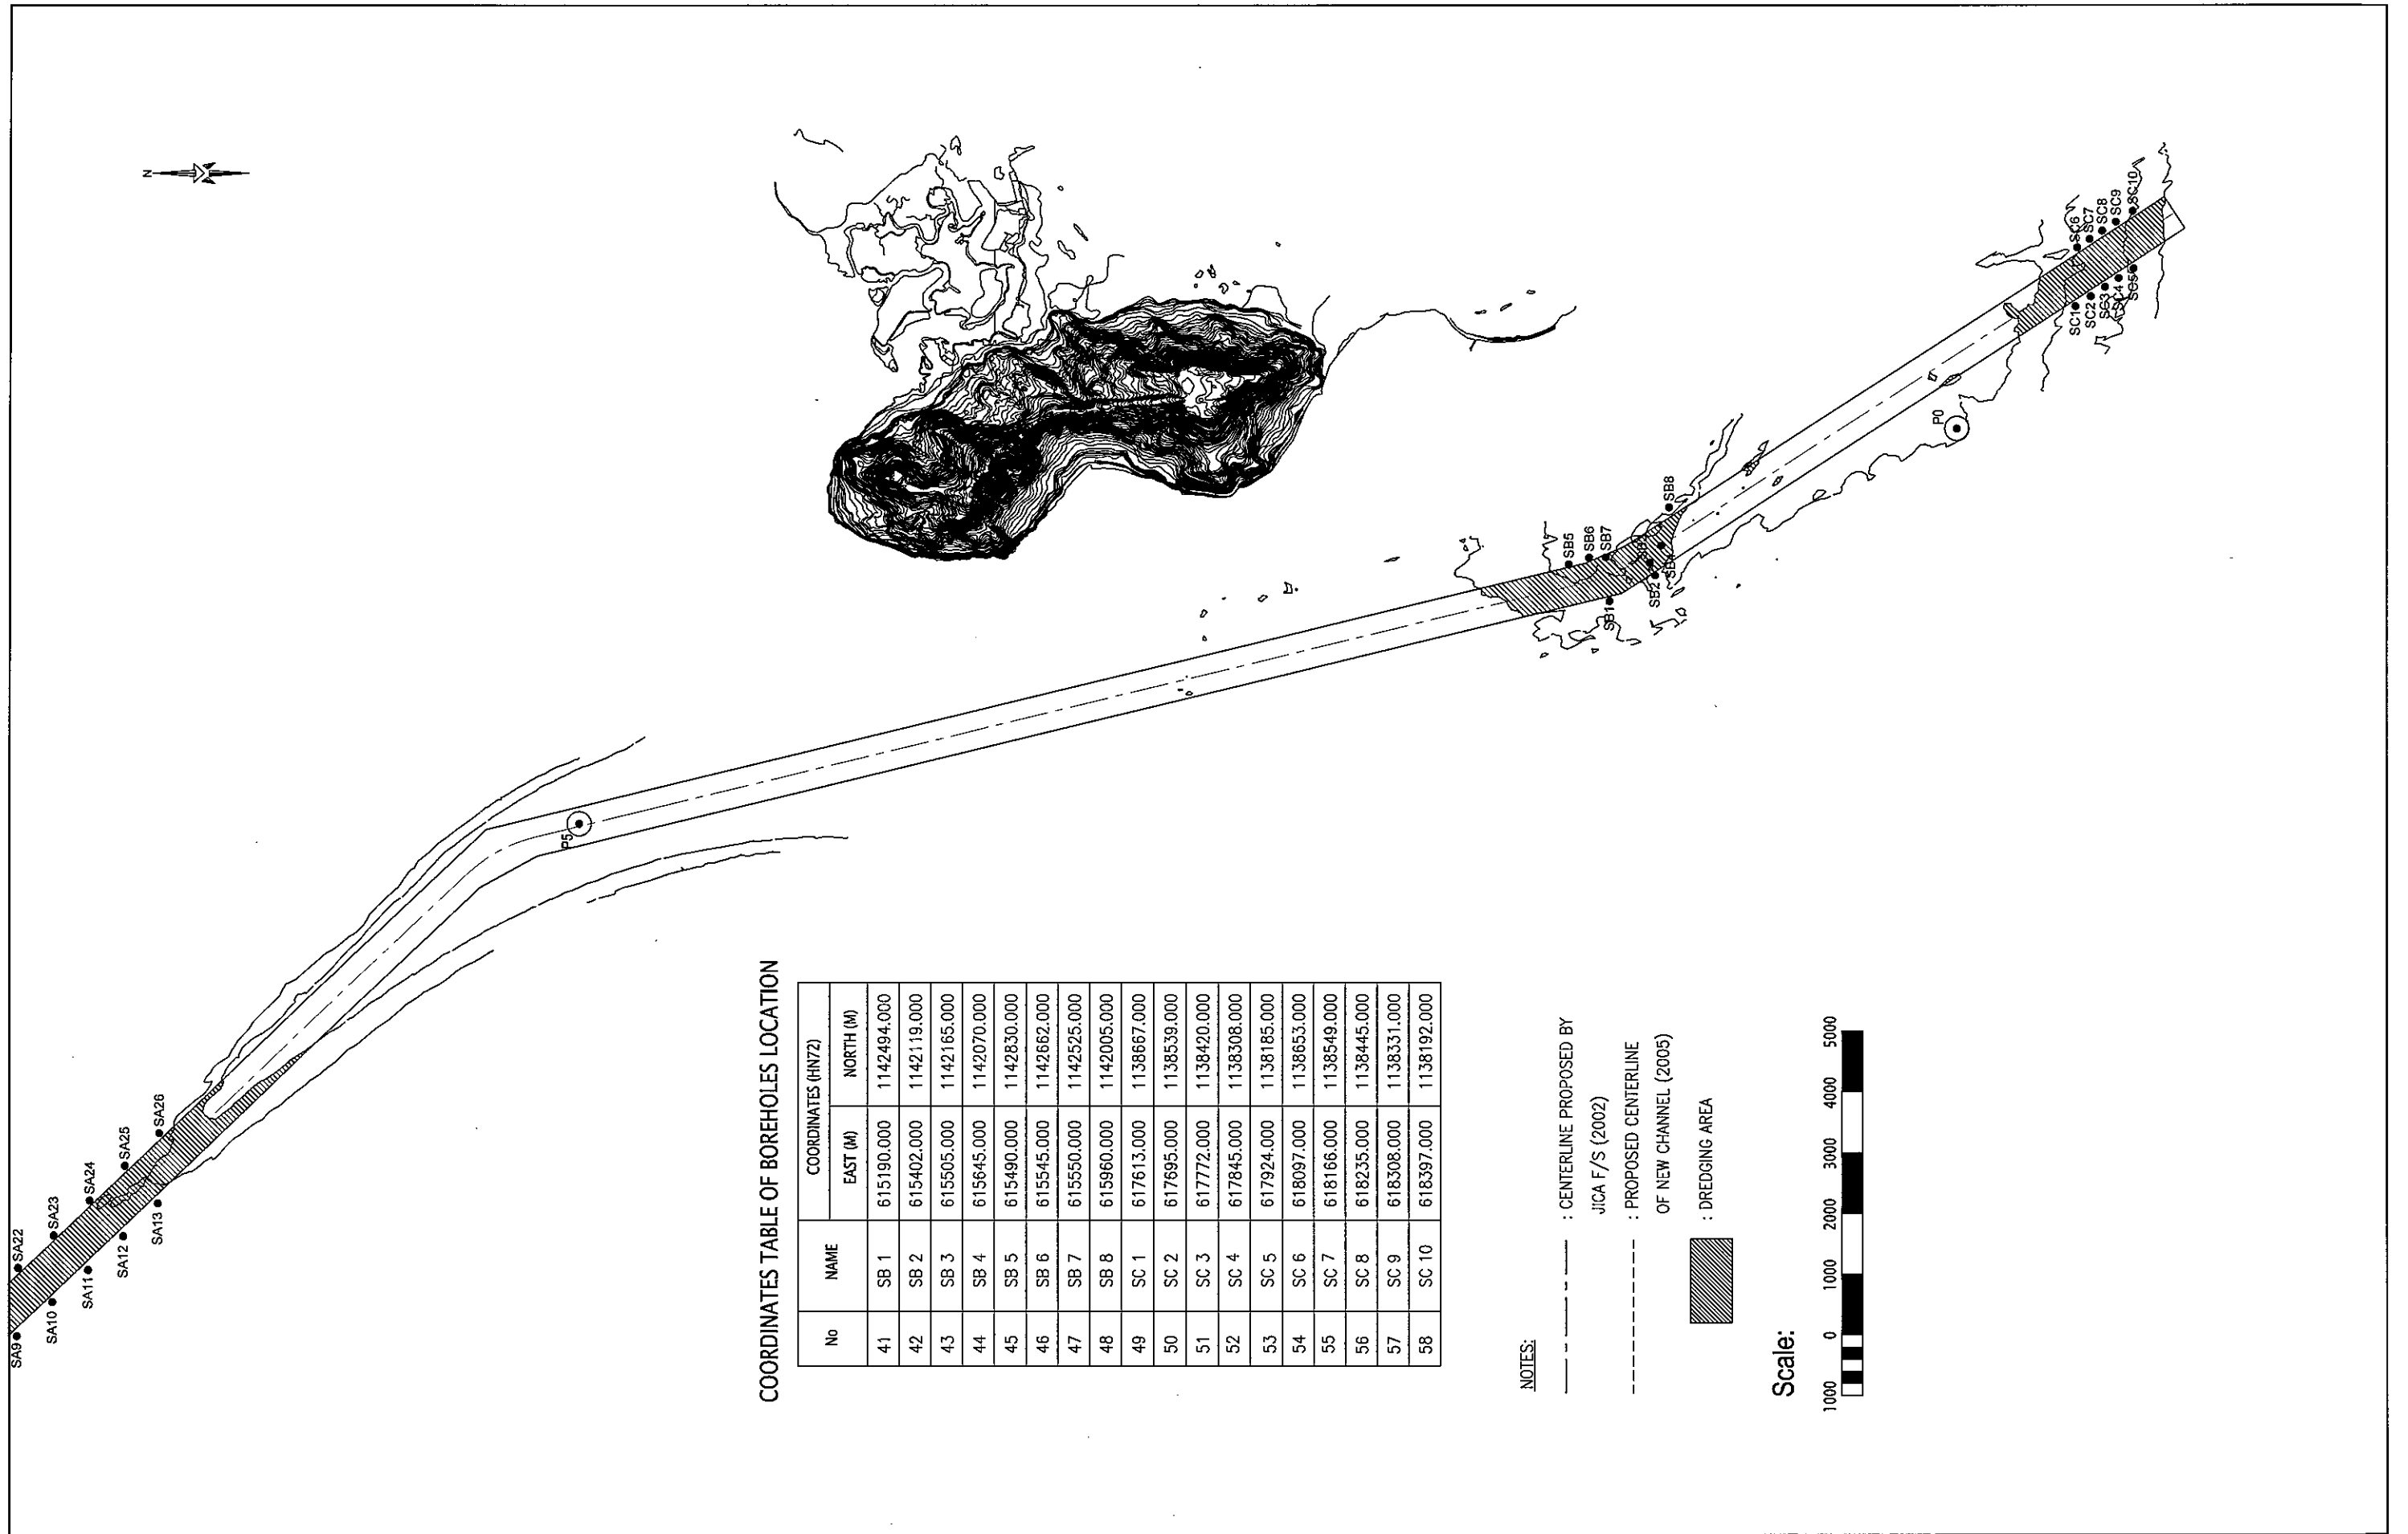 N
SA9
SA22
SA10
SA23
SA11
SA24
SA12
SA25
SA13
SA26
P5
SB5
SB6
SB7
SB1
SB2
SB3
SB4
SB8
P0
SC6
SC7
SC8
SC9
SC10
SC1
SC2
SC3
SC4
SC5
COORDINATES TABLE OF BOREHOLES LOCATION
No NAME COORDINATES (HN72)
EAST (M) NORTH (M)
41 SB 1 615190.000 1142494.000
42 SB 2 615402.000 1142119.000
43 SB 3 615505.000 1142165.000
44 SB 4 615645.000 1142070.000
45 SB 5 615490.000 1142830.000
46 SB 6 615545.000 1142662.000
47 SB 7 615550.000 1142525.000
48 SB 8 615960.000 1142005.000
49 SC 1 617613.000 1138667.000
50 SC 2 617695.000 1138539.000
51 SC 3 617772.000 1138420.000
52 SC 4 617845.000 1138308.000
53 SC 5 617924.000 1138185.000
54 SC 6 618097.000 1138653.000
55 SC 7 618166.000 1138549.000
56 SC 8 618235.000 1138445.000
57 SC 9 618308.000 1138331.000
58 SC 10 618397.000 1138192.000
NOTES:
: CENTERLINE PROPOSED BY
JICA F/S (2002)
: PROPOSED CENTERLINE
OF NEW CHANNEL (2005)
: DREDGING AREA
Scale:
1000 0 1000 2000 3000 4000 5000